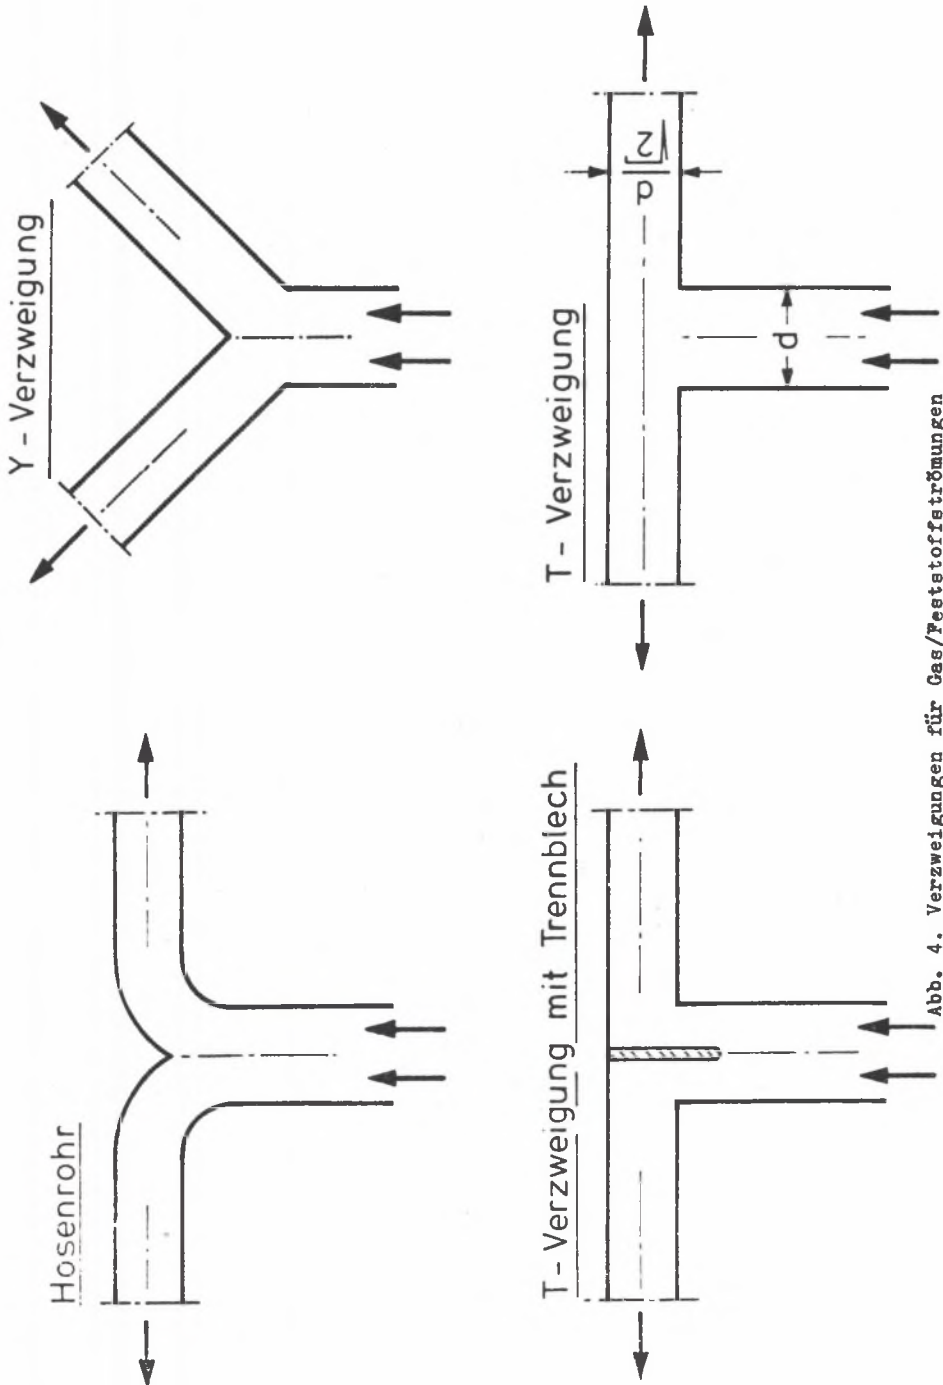 Hosenrohr
Y - Verzweigung
T - Verzweigung mit Trennblech
T - Verzweigung
d
d/√2
Abb. 4. Verzweigungen für Gas/Feststoffströmungen